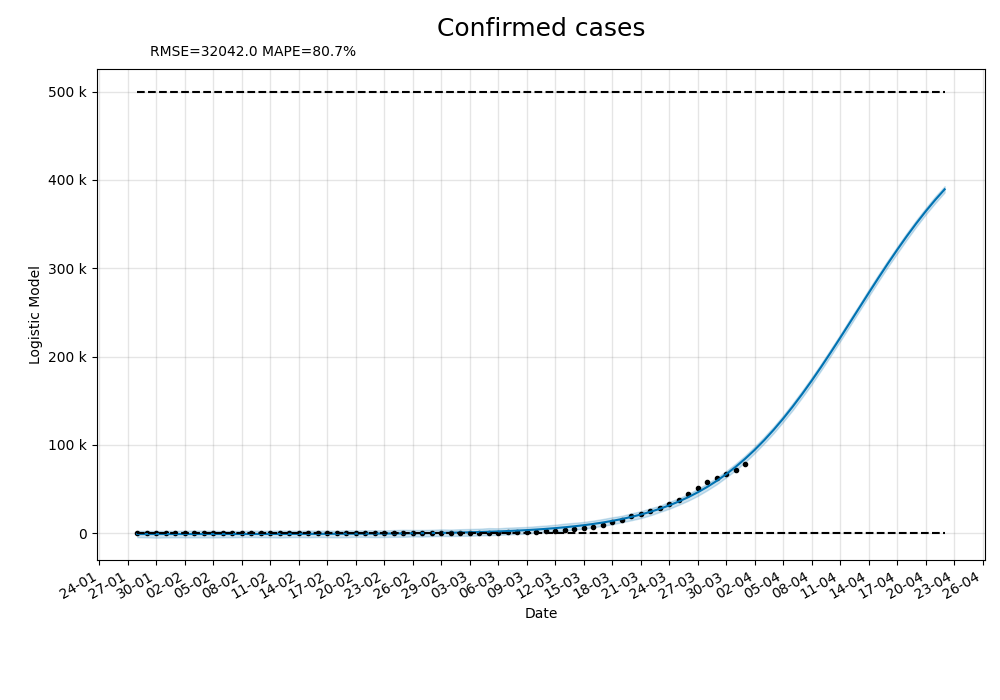 Confirmed cases
RMSE=32042.0 MAPE=80.7%
500 k
400 k
300 k
200 k
100 k
0
Logistic Model
24-01 27-01 30-01 02-02 05-02 08-02 11-02 14-02 17-02 20-02 23-02 26-02 29-02 03-03 06-03 09-03 12-03 15-03 18-03 21-03 24-03 27-03 30-03 02-04 05-04 08-04 11-04 14-04 17-04 20-04 23-04 26-04
Date